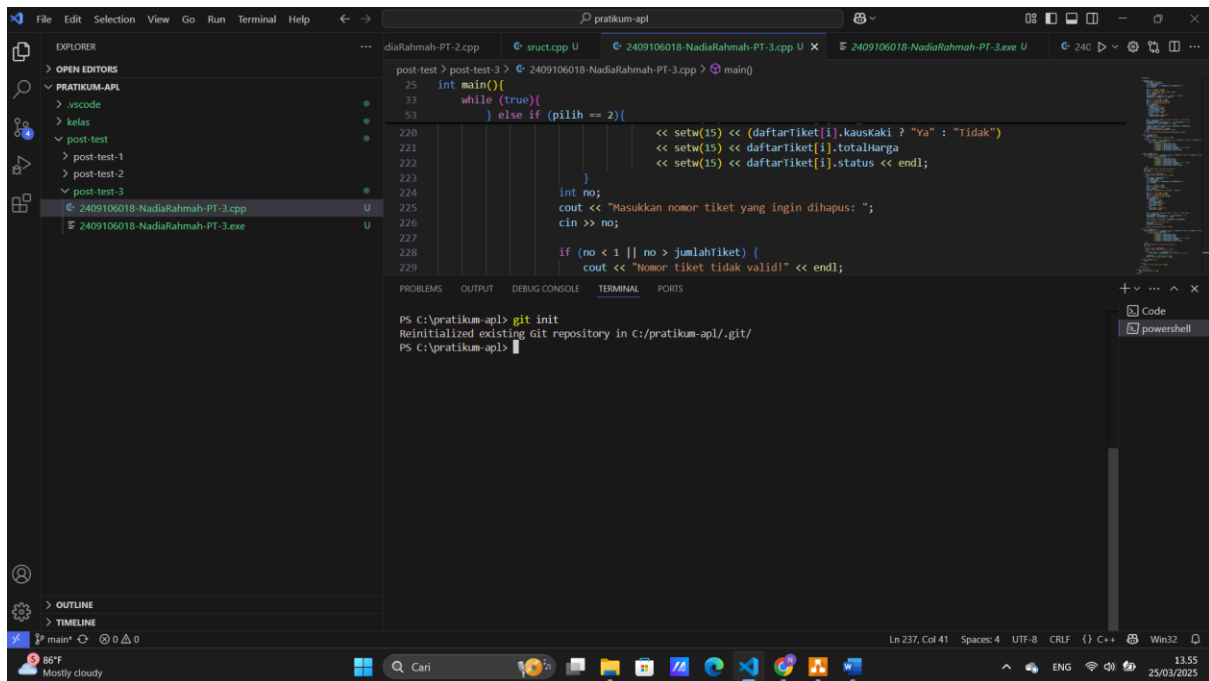 File Edit Selection View Go Run Terminal Help
pratikum-apl
EXPLORER
OPEN EDITORS
PRATIKUM-APL
.vscode
kelas
post-test
post-test-1
post-test-2
post-test-3
2409106018-NadiaRahmah-PT-3.cpp U
2409106018-NadiaRahmah-PT-3.exe U
OUTLINE
TIMELINE
diaRahmah-PT-2.cpp sruct.cpp U 2409106018-NadiaRahmah-PT-3.cpp U 2409106018-NadiaRahmah-PT-3.exe U 240
post-test > post-test-3 > 2409106018-NadiaRahmah-PT-3.cpp > main()
25 int main(){
33 while (true){
53 } else if (pilih == 2){
220 << setw(15) << (daftarTiket[i].kausKaki ? "Ya" : "Tidak")
221 << setw(15) << daftarTiket[i].totalHarga
222 << setw(15) << daftarTiket[i].status << endl;
223 }
224 int no;
225 cout << "Masukkan nomor tiket yang ingin dihapus: ";
226 cin >> no;
227
228 if (no < 1 || no > jumlahTiket) {
229 cout << "Nomor tiket tidak valid!" << endl;
PROBLEMS OUTPUT DEBUG CONSOLE TERMINAL PORTS
PS C:\pratikum-apl> git init
Reinitialized existing Git repository in C:/pratikum-apl/.git/
PS C:\pratikum-apl>
Code
powershell
4
main* 0 0 Ln 237, Col 41 Spaces: 4 UTF-8 CRLF {} C++ Win32
5 86°F
Mostly cloudy
Cari
ENG
13.55
25/03/2025